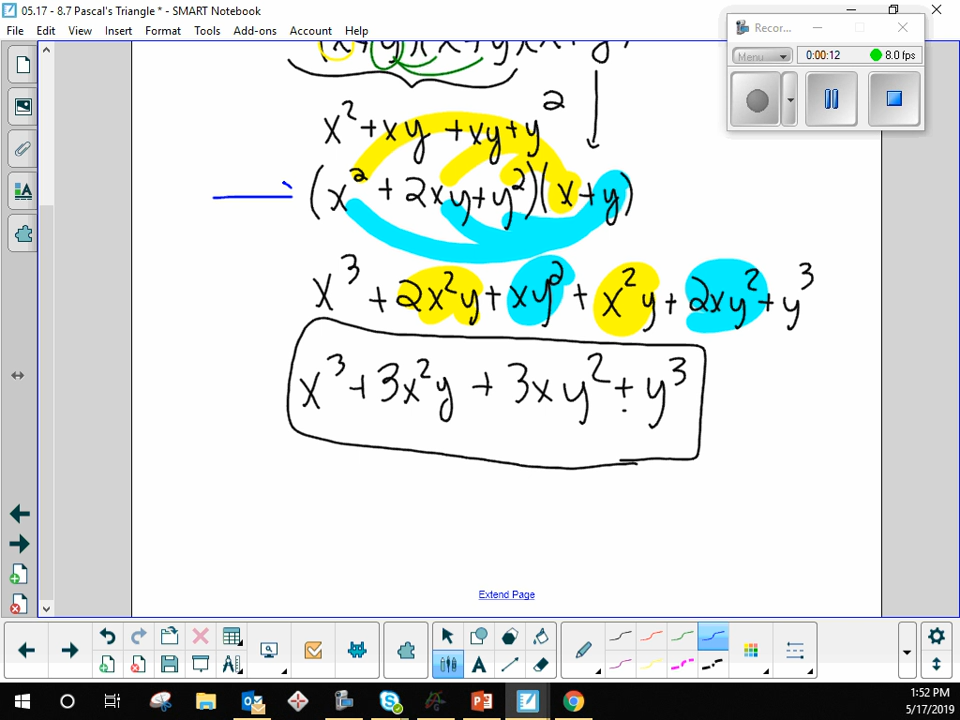 05.17 - 8.7 Pascal's Triangle * - SMART Notebook
File Edit View Insert Format Tools Add-ons Account Help
Recor...
Menu 0:00:12 8.0 fps
x² + xy + xy + y²
(x² + 2xy + y²)(x + y)
x³ + 2x²y + xy² + x²y + 2xy² + y³
x³ + 3x²y + 3xy² + y³
Extend Page
1:52 PM
5/17/2019